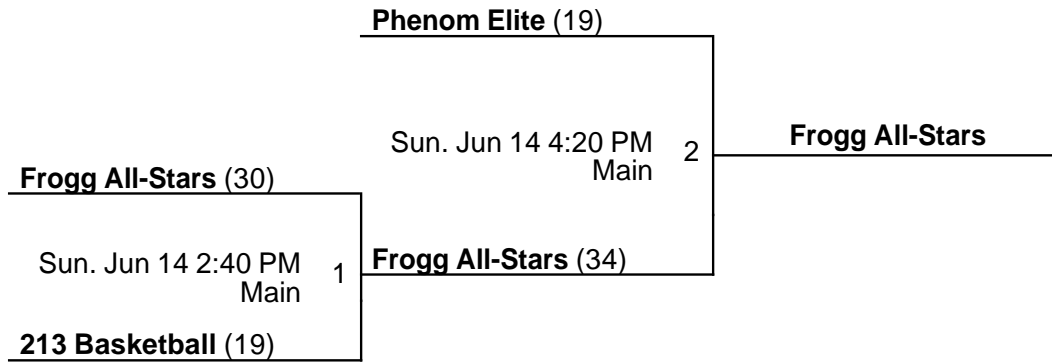 Phenom Elite (19)
Sun. Jun 14 4:20 PM
Main
2
Frogg All-Stars
Frogg All-Stars (30)
Sun. Jun 14 2:40 PM
Main
1
Frogg All-Stars (34)
213 Basketball (19)